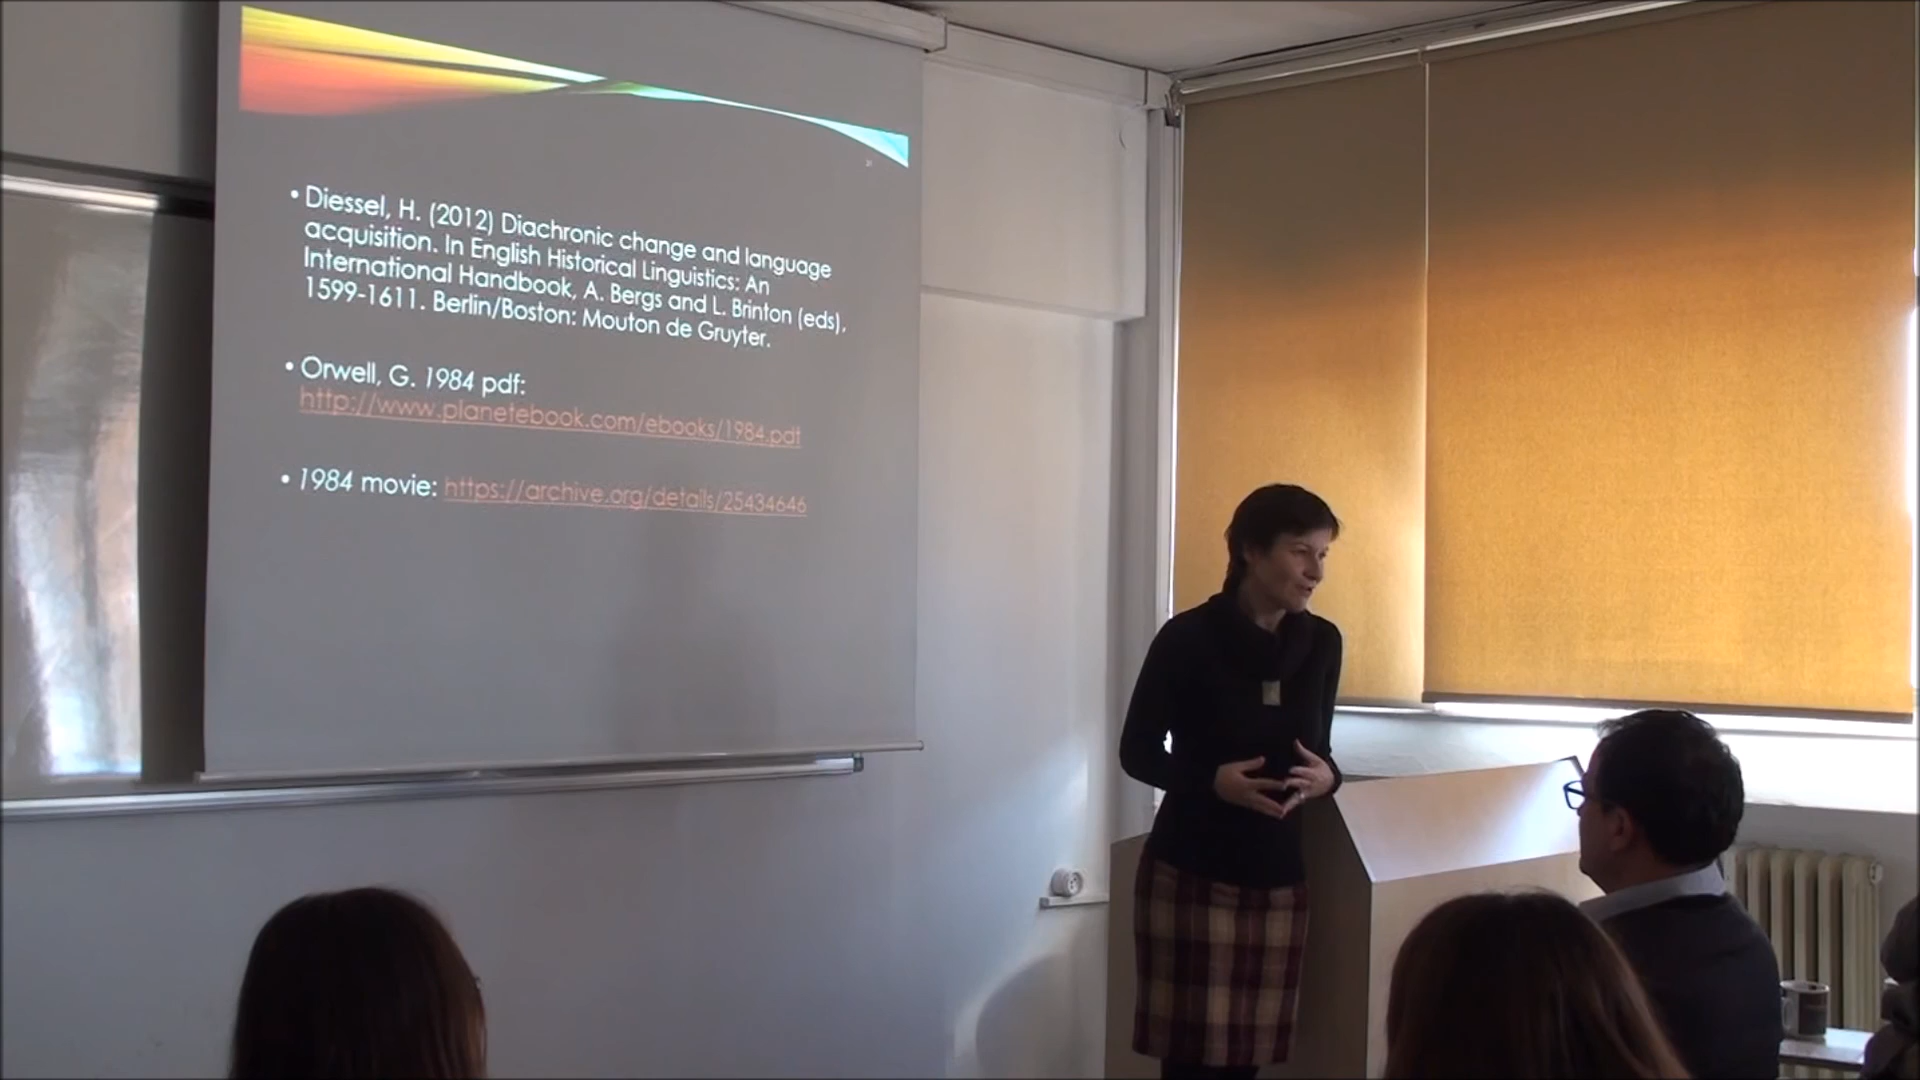 • Diessel, H. (2012) Diachronic change and language
acquisition. In English Historical Linguistics: An
International Handbook, A. Bergs and L. Brinton (eds),
1599-1611. Berlin/Boston: Mouton de Gruyter.
• Orwell, G. 1984 pdf:
http://www.planetebook.com/ebooks/1984.pdf
• 1984 movie: https://archive.org/details/25434646